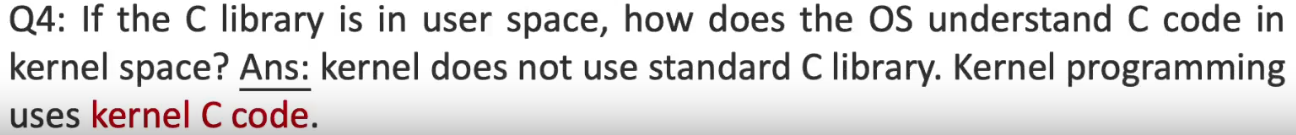 Q4: If the C library is in user space, how does the OS understand C code in
kernel space? Ans: kernel does not use standard C library. Kernel programming
uses kernel C code.